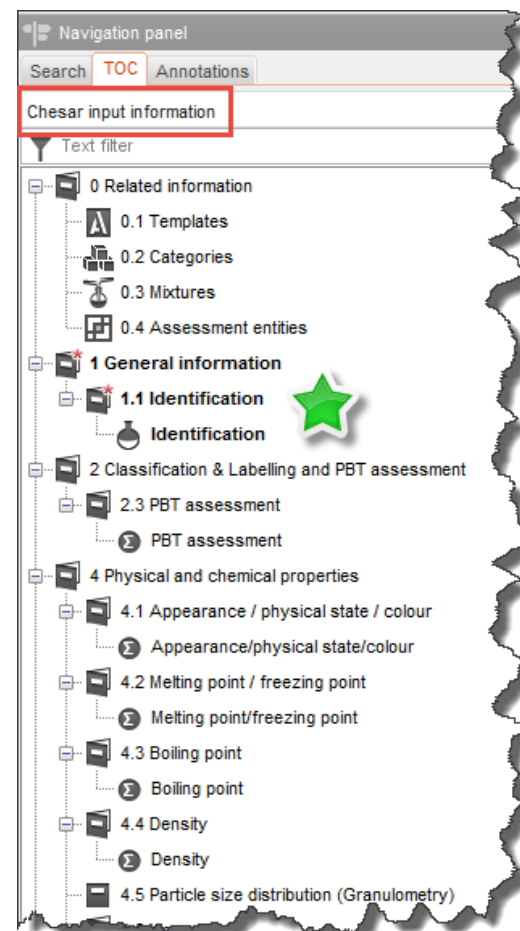 Navigation panel
Search TOC Annotations
Chesar input information
Text filter
0 Related information
0.1 Templates
0.2 Categories
0.3 Mixtures
0.4 Assessment entities
1 General information
1.1 Identification
Identification
2 Classification & Labelling and PBT assessment
2.3 PBT assessment
PBT assessment
4 Physical and chemical properties
4.1 Appearance / physical state / colour
Appearance/physical state/colour
4.2 Melting point / freezing point
Melting point/freezing point
4.3 Boiling point
Boiling point
4.4 Density
Density
4.5 Particle size distribution (Granulometry)